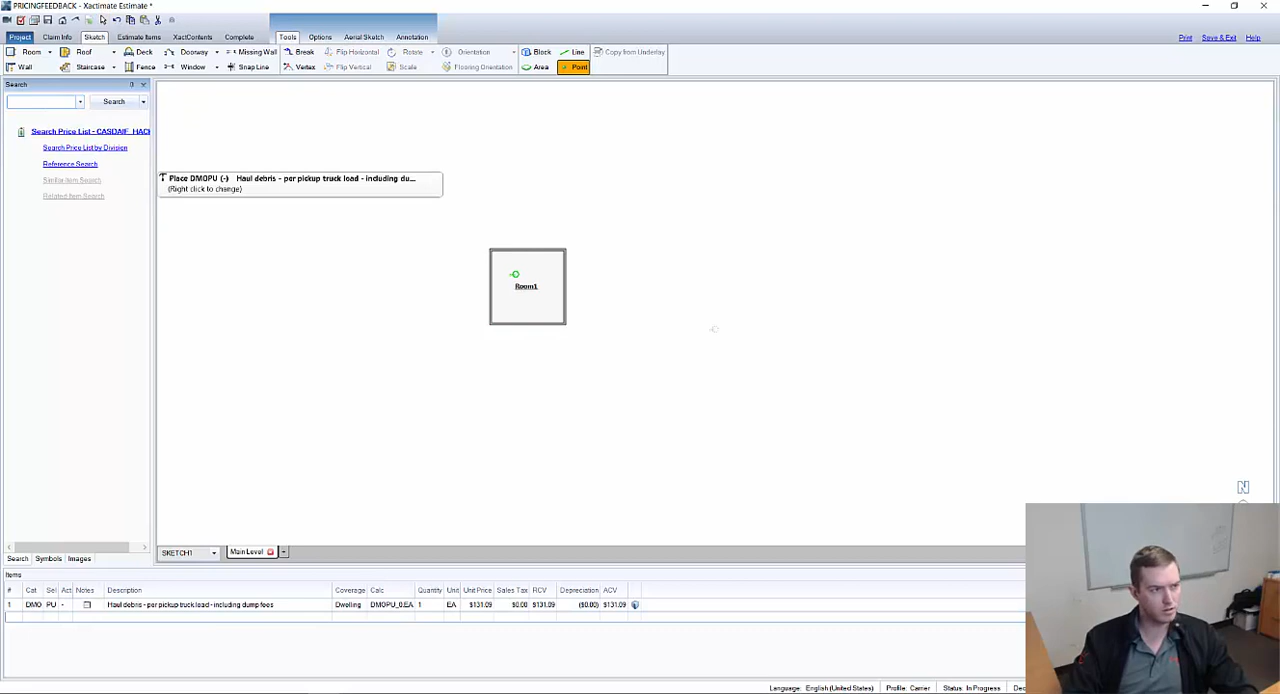 PRICINGFEEDBACK - Xactimate Estimate *
Project Claim Info Sketch Estimate Items XactContents Complete Tools Options Aerial Sketch Annotation Print Save & Exit Help
Room Roof Deck Doorway Missing Wall Break Flip Horizontal Rotate Orientation Block Line Copy from Underlay
Wall Staircase Fence Window Snap Line Vertex Flip Vertical Scale Flooring Orientation Area Point
Search
Search
Search Price List - CASDAIF_HACK
Search Price List by Division
Reference Search
Similar Item Search
Related Item Search
Place DMOPU (-) Haul debris - per pickup truck load - including du...
(Right click to change)
Room1
N
SKETCH1 Main Level
Search Symbols Images
Items
# Cat Sel Act Notes Description Coverage Calc Quantity Unit Unit Price Sales Tax RCV Depreciation ACV
1 DMO PU - Haul debris - per pickup truck load - including dump fees Dwelling DMOPU_0.EA 1 EA $131.09 $0.00 $131.09 ($0.00) $131.09
Language: English (United States) Profile: Carrier Status: In Progress